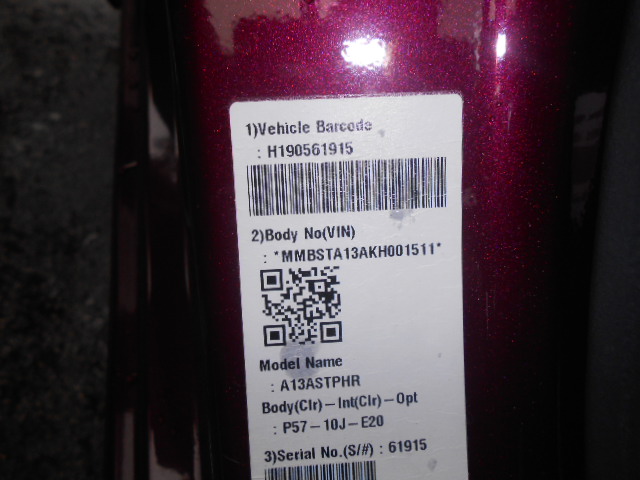 1)Vehicle Barcode
: H190561915
2)Body No(VIN)
: *MMBSTA13AKH001511*
Model Name
: A13ASTPHR
Body(Clr)-Int(Clr)-Opt
: P57-10J-E20
3)Serial No.(S/#) : 61915